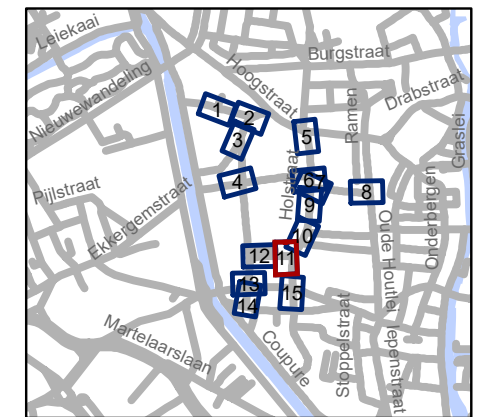 Leiekaai
Nieuwewandeling
Hoogstraat
Burgstraat
Drabstraat
Ramen
Graslei
1
2
3
4
5
6
7
8
9
10
11
12
13
14
15
Holstraat
Pijlstraat
Ekkergemstraat
Onderbergen
Oude Houtlei
Iepenstraat
Martelaarslaan
Coupure
Stoppelstraat